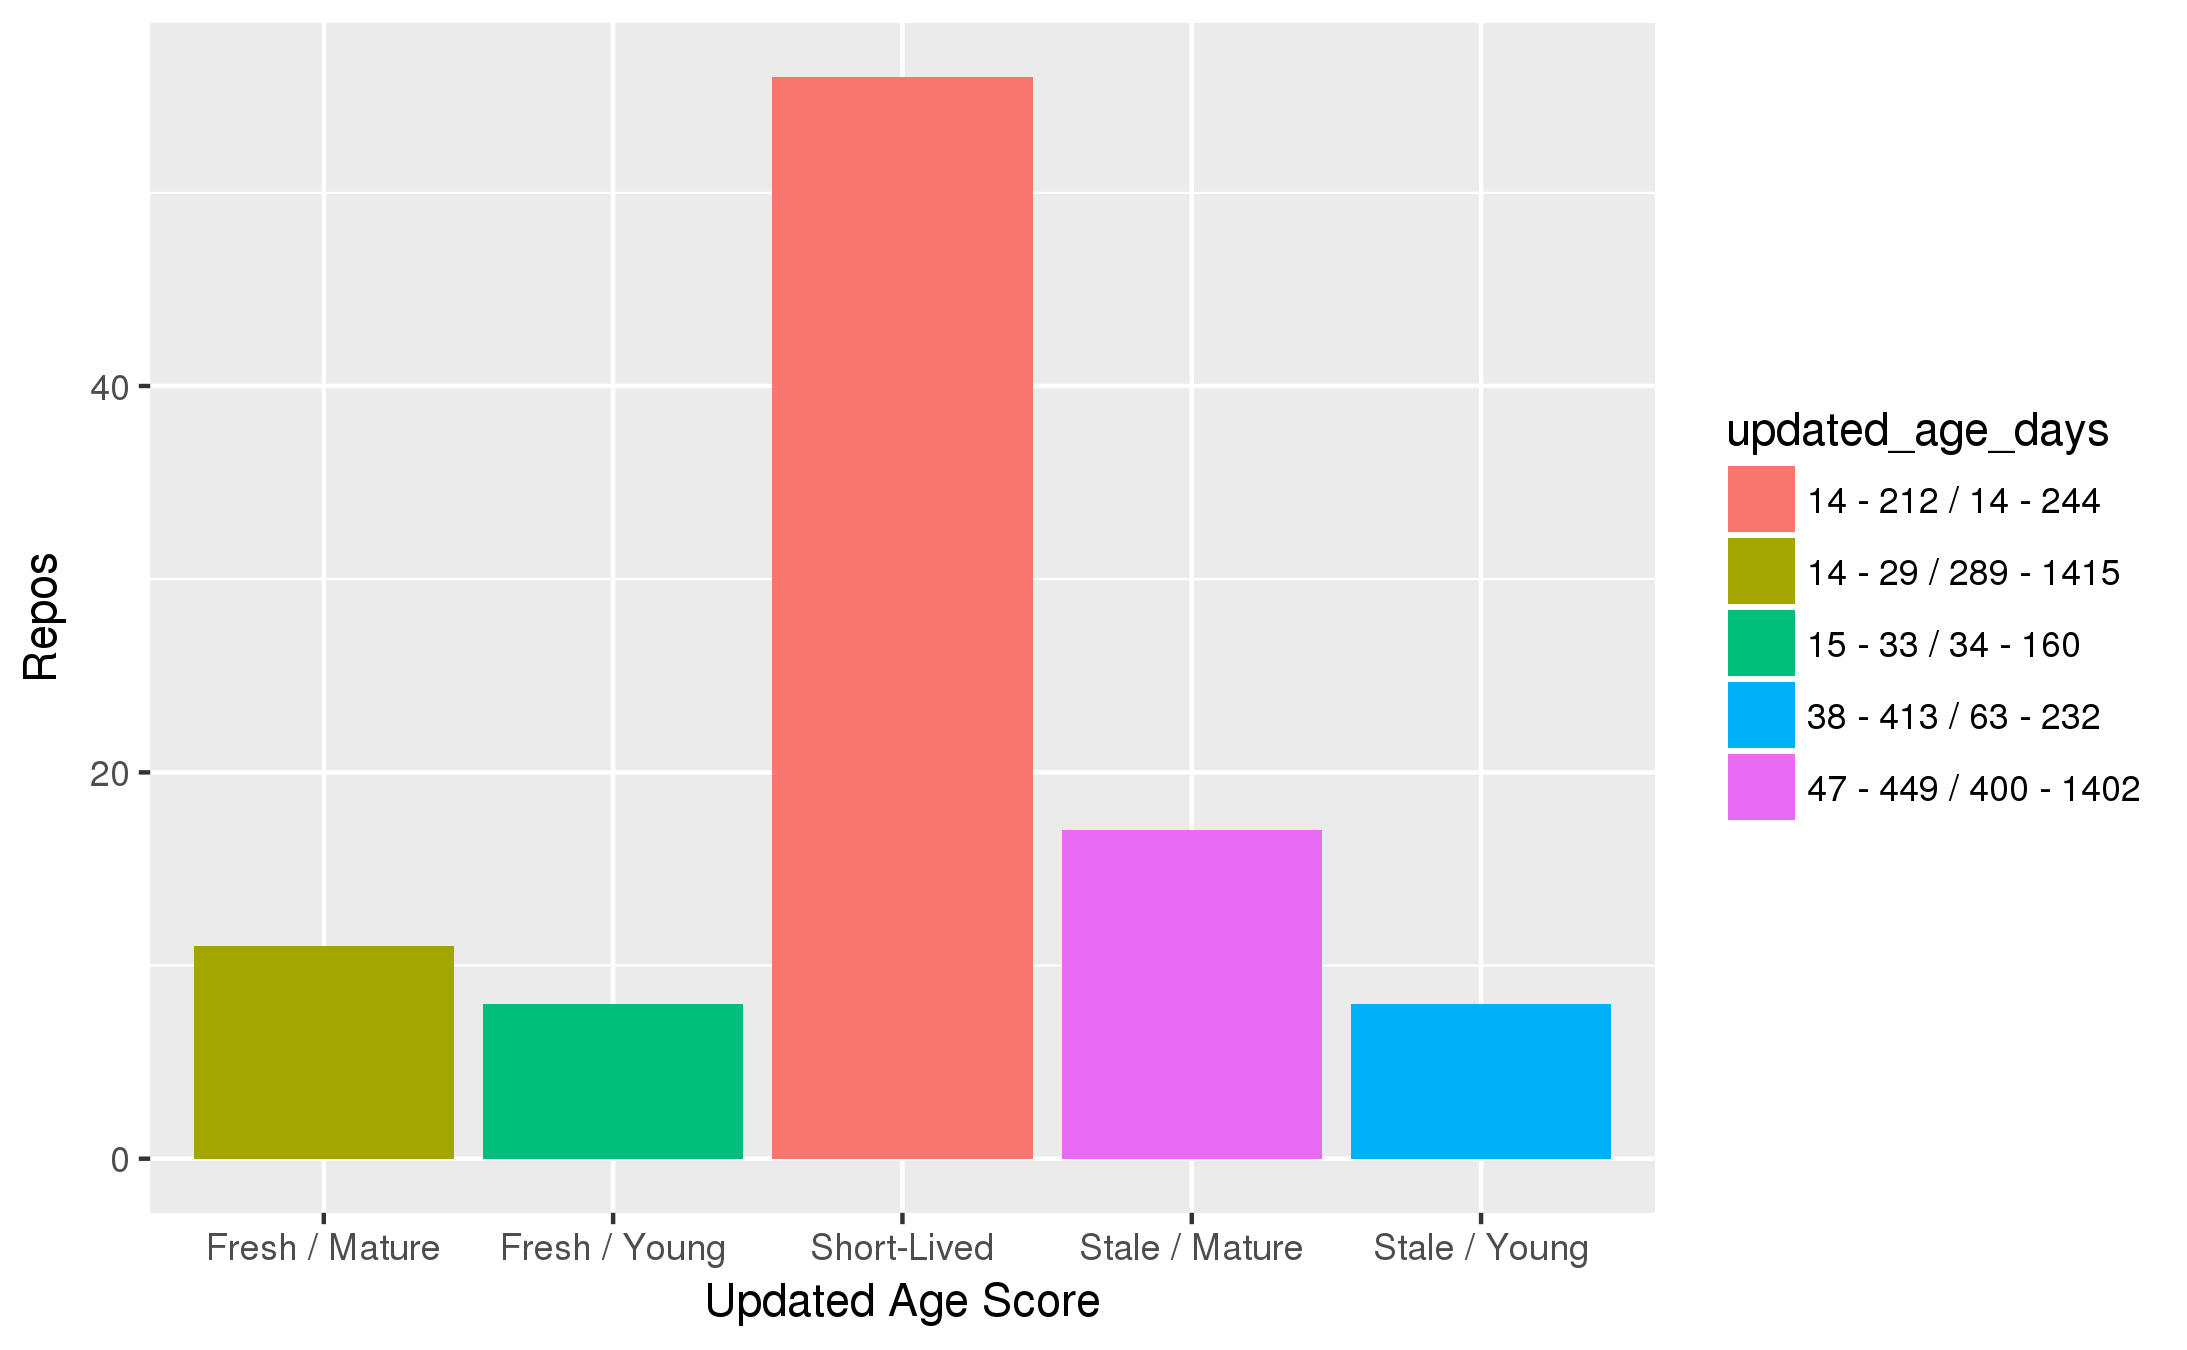 Repos
40
20
0
Fresh / Mature
Fresh / Young
Short-Lived
Stale / Mature
Stale / Young
Updated Age Score
updated_age_days
14 - 212 / 14 - 244
14 - 29 / 289 - 1415
15 - 33 / 34 - 160
38 - 413 / 63 - 232
47 - 449 / 400 - 1402